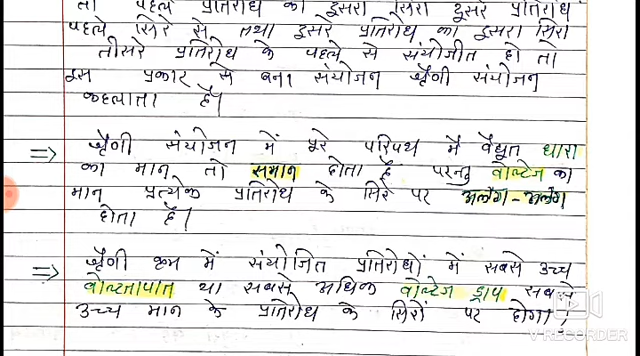 तो पहले प्रतिरोध का दुसरा सिरा दुसरे प्रतिरोध
पहले सिरे से तथा दुसरे प्रतिरोध का दुसरा सिरा
तीसरे प्रतिरोध के पहले से संयोजीत हो तो
इस प्रकार से बना संयोजन श्रैणी संयोजन
कहलाता है।
⇒ श्रैणी संयोजन में पूरे परिपथ में वैद्युत धारा
का मान तो समान होता है परन्तु वोल्टेज का
मान प्रत्येक प्रतिरोध के सिरे पर अलग-अलग
होता है।
⇒ श्रैणी क्रम में संयोजित प्रतिरोधों में सबसे उच्च
वोल्टतापात या सबसे अधिक वोल्टेज ड्राप सबसे
उच्च मान के प्रतिरोध के सिरों पर होगा,
V RECORDER